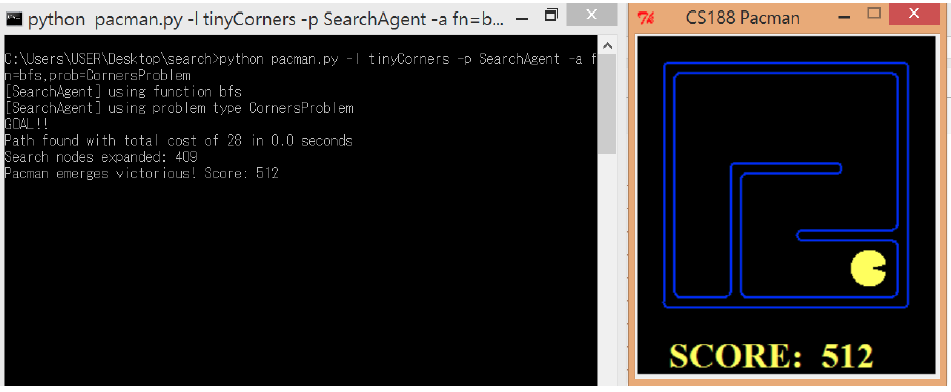 python pacman.py -l tinyCorners -p SearchAgent -a fn=b...
C:\Users\USER\Desktop\search>python pacman.py -l tinyCorners -p SearchAgent -a f
n=bfs,prob=CornersProblem
[SearchAgent] using function bfs
[SearchAgent] using problem type CornersProblem
GOAL!!
Path found with total cost of 28 in 0.0 seconds
Search nodes expanded: 409
Pacman emerges victorious! Score: 512
CS188 Pacman
SCORE: 512